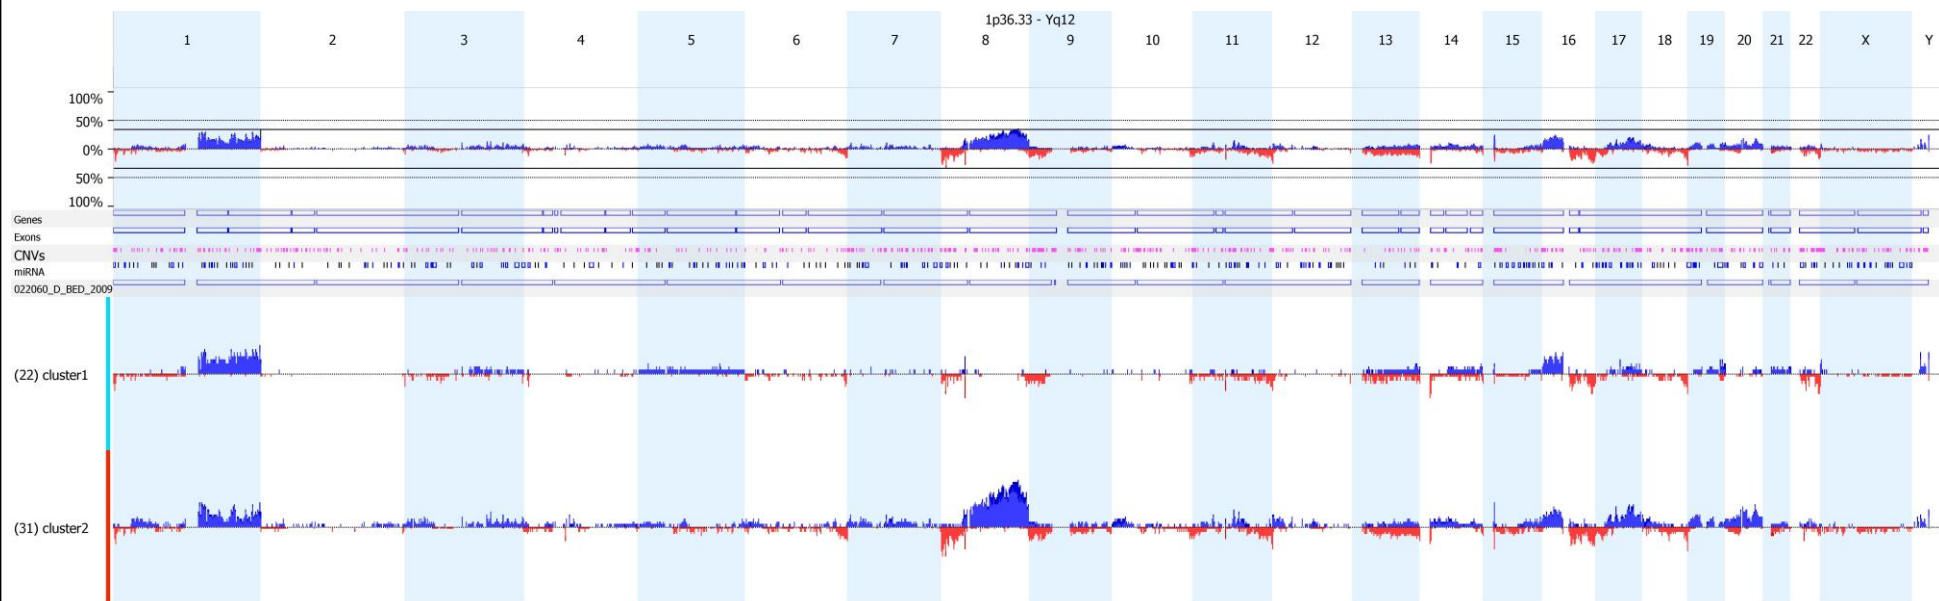 1p36.33 - Yq12
1 2 3 4 5 6 7 8 9 10 11 12 13 14 15 16 17 18 19 20 21 22 X Y
100%
50%
0%
50%
100%
Genes
Exons
CNVs
miRNA
022060_D_BED_2009
(22) cluster1
(31) cluster2